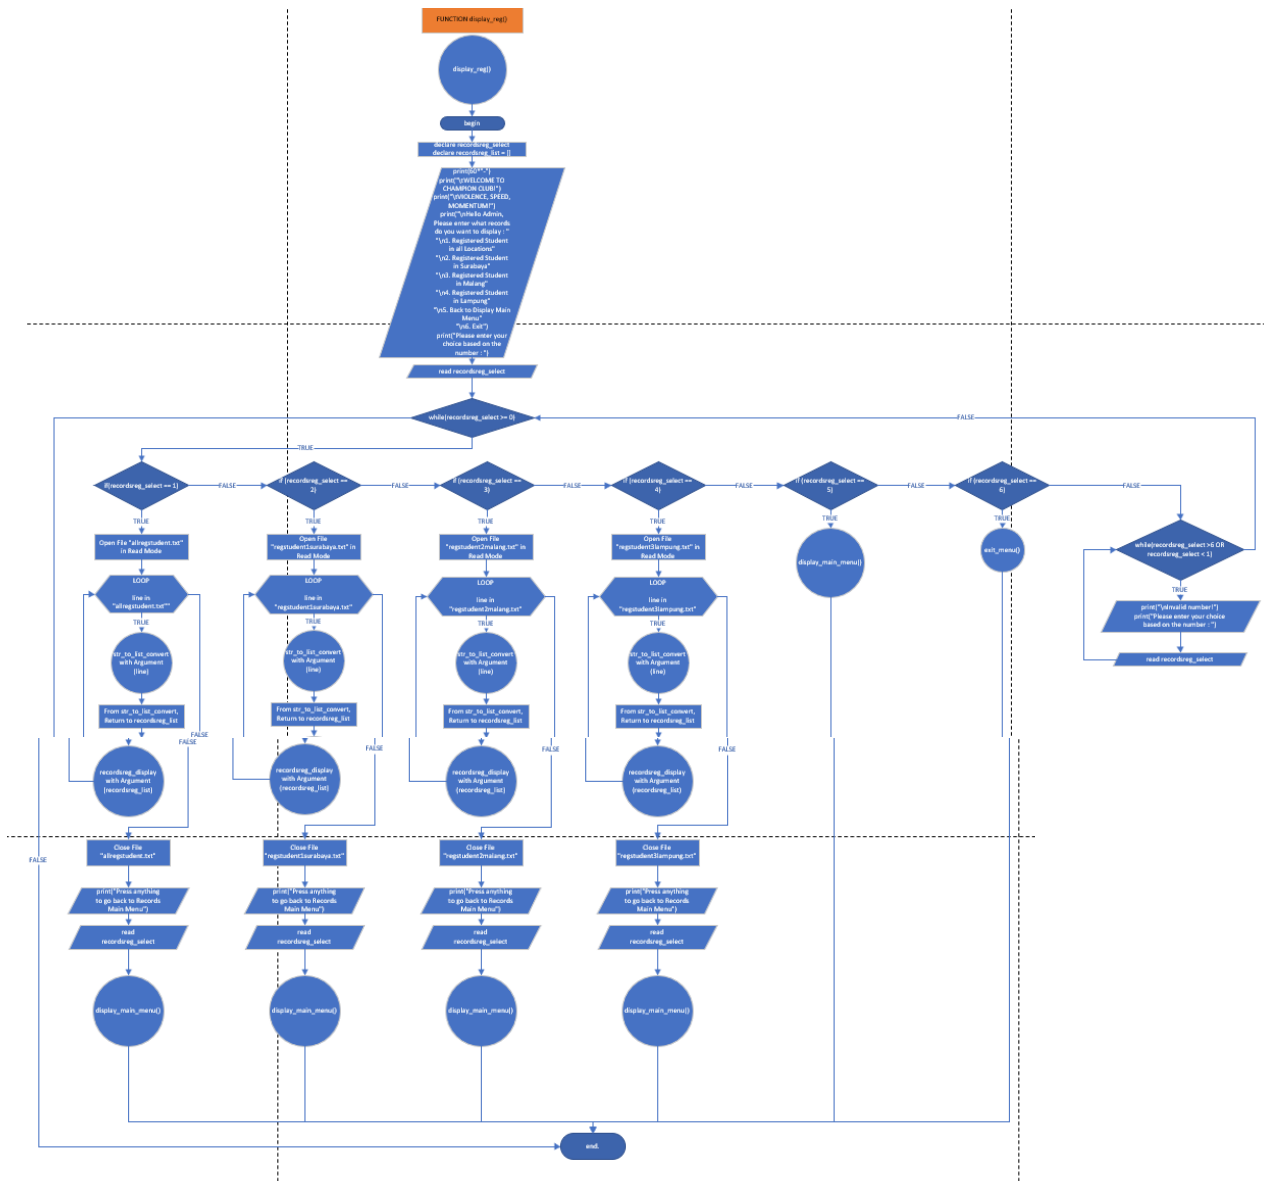 FUNCTION display_reg()
display_reg()
begin
declare recordsreg_select
declare recordsreg_list = []
print(60*"-")
print("\t\WELCOME TO
CHAMPION CLUB!")
print("\tVIOLENCE, SPEED,
MOMENTUM!")
print("\nHello Admin,
Please enter what records
do you want to display : "
"\n1. Registered Student
in all Locations"
"\n2. Registered Student
in Surabaya"
"\n3. Registered Student
in Malang"
"\n4. Registered Student
in Lampung"
"\n5. Back to Display Main
Menu"
"\n6. Exit")
print("Please enter your
choice based on the
number : ")
read recordsreg_select
while(recordsreg_select >= 0)
FALSE
TRUE
if(recordsreg_select == 1)
FALSE
if (recordsreg_select ==
2)
FALSE
if (recordsreg_select ==
3)
FALSE
if (recordsreg_select ==
4)
FALSE
if (recordsreg_select ==
5)
FALSE
if (recordsreg_select ==
6)
FALSE
TRUE
TRUE
TRUE
TRUE
TRUE
TRUE
Open File "allregstudent.txt"
in Read Mode
Open File
"regstudent1surabaya.txt" in
Read Mode
Open File
"regstudent2malang.txt" in
Read Mode
Open File
"regstudent3lampung.txt" in
Read Mode
display_main_menu()
exit_menu()
while(recordsreg_select >6 OR
recordsreg_select < 1)
TRUE
print("\nInvalid number!")
print("Please enter your choice
based on the number : ")
read recordsreg_select
LOOP
line in
"allregstudent.txt""
LOOP
line in
"regstudent1surabaya.txt"
LOOP
line in
"regstudent2malang.txt"
LOOP
line in
"regstudent3lampung.txt"
TRUE
TRUE
TRUE
TRUE
str_to_list_convert
with Argument
(line)
str_to_list_convert
with Argument
(line)
str_to_list_convert
with Argument
(line)
str_to_list_convert
with Argument
(line)
From str_to_list_convert,
Return to recordsreg_list
From str_to_list_convert,
Return to recordsreg_list
From str_to_list_convert,
Return to recordsreg_list
From str_to_list_convert,
Return to recordsreg_list
FALSE
FALSE
FALSE
FALSE
FALSE
recordsreg_display
with Argument
(recordsreg_list)
recordsreg_display
with Argument
(recordsreg_list)
recordsreg_display
with Argument
(recordsreg_list)
recordsreg_display
with Argument
(recordsreg_list)
FALSE
Close File
"allregstudent.txt"
Close File
"regstudent1surabaya.txt"
Close File
"regstudent2malang.txt"
Close File
"regstudent3lampung.txt"
print("Press anything
to go back to Records
Main Menu")
print("Press anything
to go back to Records
Main Menu")
print("Press anything
to go back to Records
Main Menu")
print("Press anything
to go back to Records
Main Menu")
read
recordsreg_select
read
recordsreg_select
read
recordsreg_select
read
recordsreg_select
display_main_menu()
display_main_menu()
display_main_menu()
display_main_menu()
end.